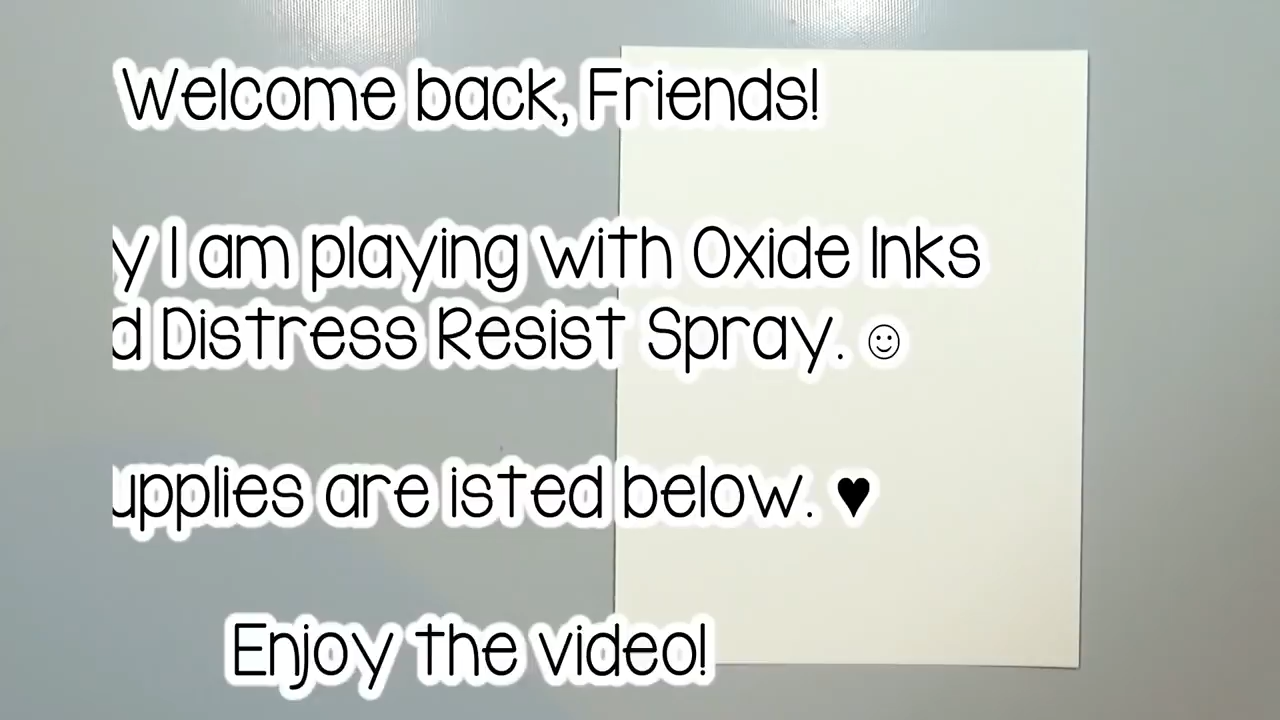 Welcome back, Friends!
y I am playing with Oxide Inks
d Distress Resist Spray. ☺
upplies are isted below. ♥
Enjoy the video!